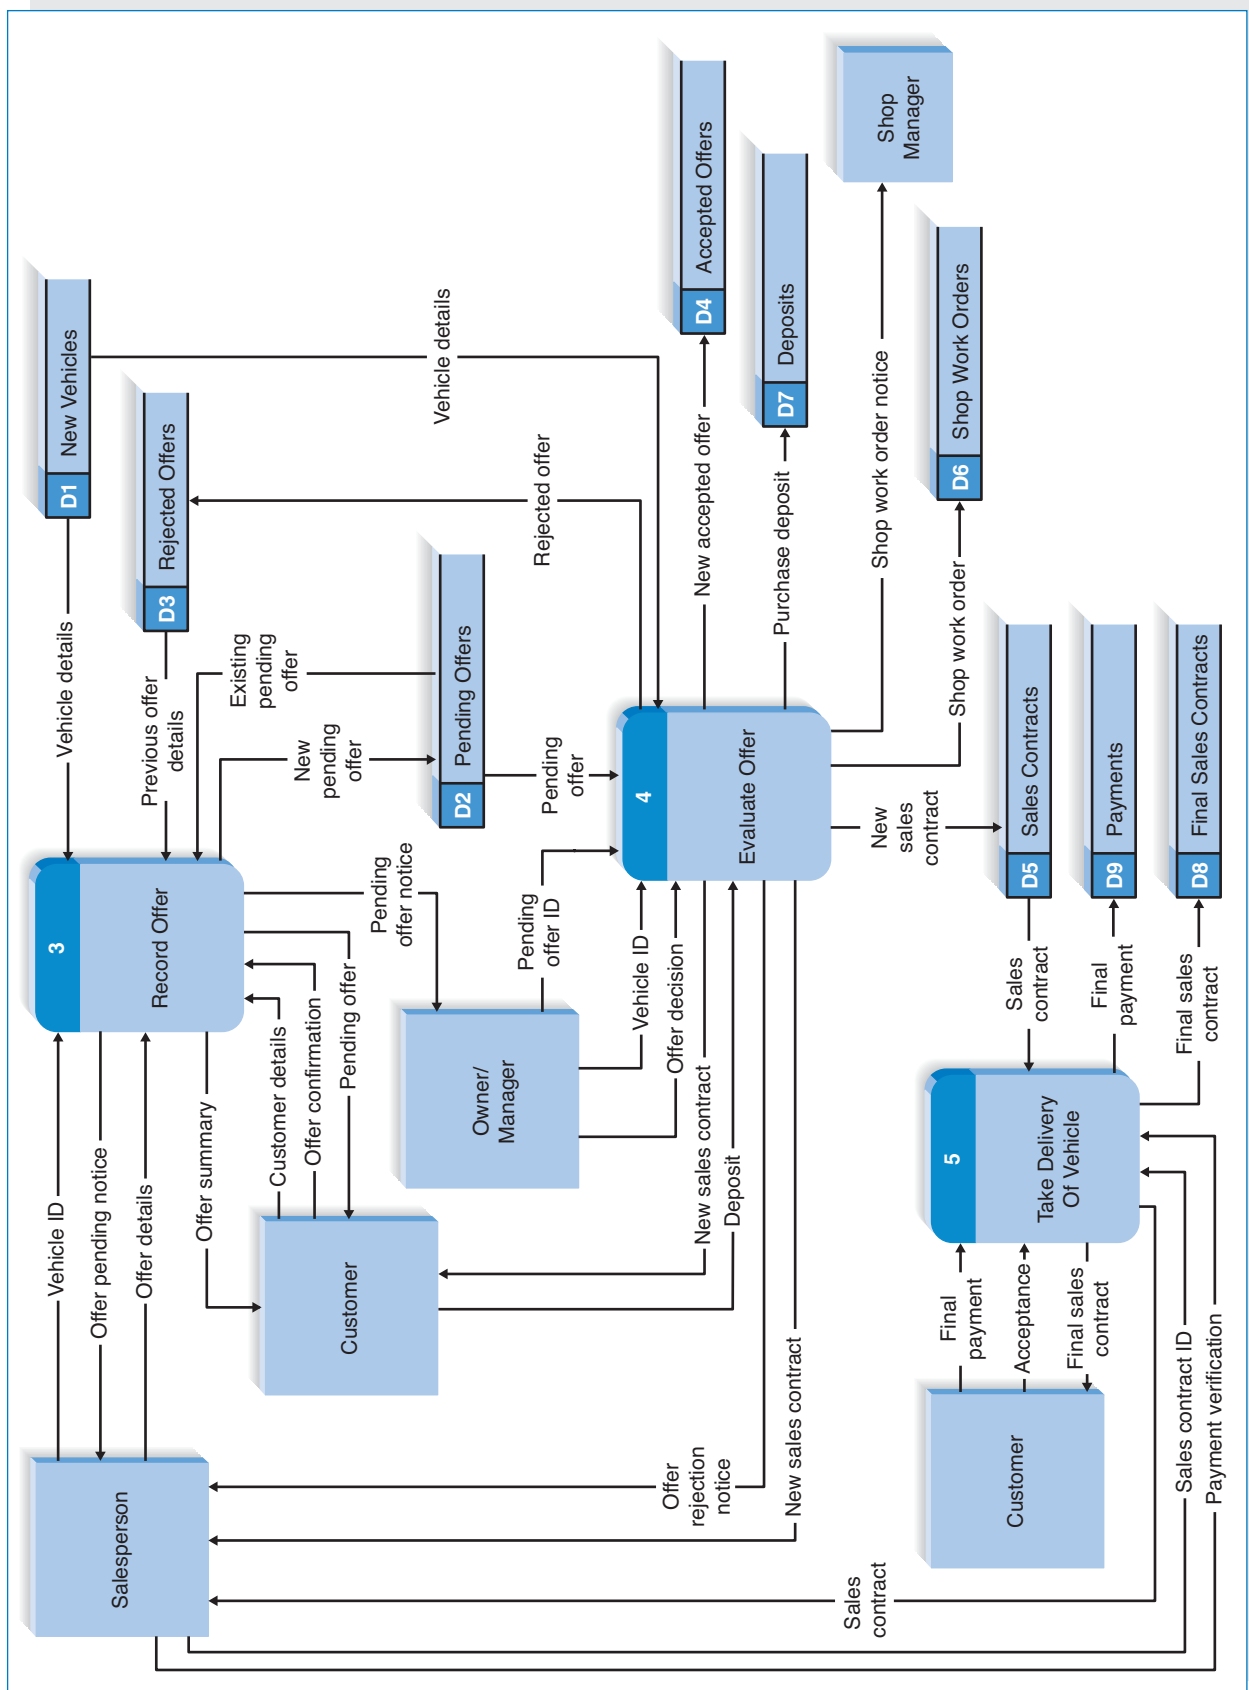 Salesperson
Vehicle ID
Offer pending notice
Offer details
Offer summary
3
Record Offer
Vehicle details
D1
New Vehicles
Previous offer
details
D3
Rejected Offers
Existing
pending
offer
New
pending
offer
D2
Pending Offers
Customer
Customer details
Offer confirmation
Pending offer
Pending
offer notice
Owner/
Manager
Pending
offer ID
Pending
offer
Rejected offer
Vehicle details
Vehicle ID
Offer decision
New sales contract
Deposit
Offer
rejection
notice
New sales contract
4
Evaluate Offer
New accepted offer
D4
Accepted Offers
Purchase deposit
D7
Deposits
Shop work order notice
Shop
Manager
Shop work order
D6
Shop Work Orders
New
sales
contract
D5
Sales Contracts
Sales
contract
D9
Payments
Final
payment
D8
Final Sales Contracts
Final sales
contract
5
Take Delivery
Of Vehicle
Customer
Final
payment
Acceptance
Final sales
contract
Sales
contract
Sales contract ID
Payment verification